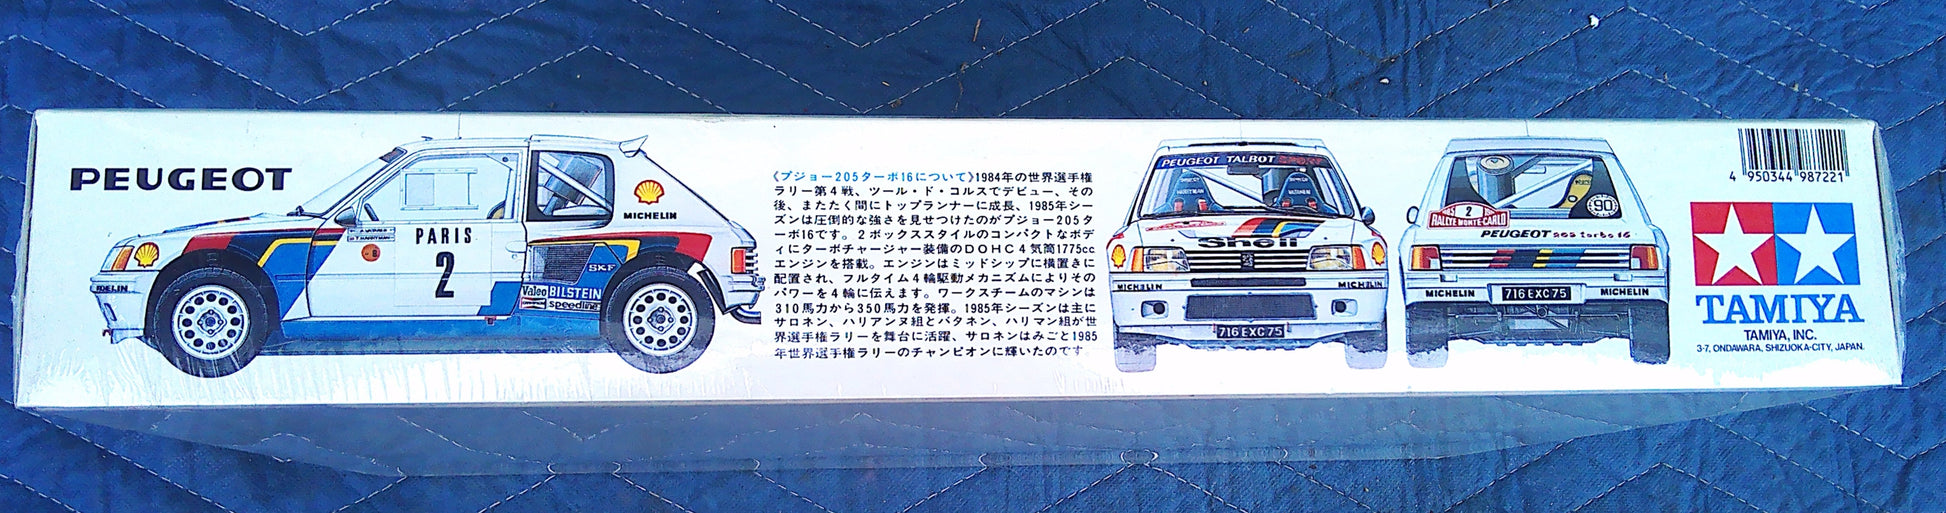 PEUGEOT
MICHELIN
PARIS
2
SKF
Valeo BILSTEIN
speedline
《プジョー205ターボ16について》1984年の世界選手権
ラリー第4戦、ツール・ド・コルスでデビュー、その
後、またたく間にトップランナーに成長、1985年シー
ズンは圧倒的な強さを見せつけたのがプジョー205タ
ーボ16です。2ボックススタイルのコンパクトなボデ
ィにターボチャージャー装備のDOHC4気筒1775cc
エンジンを搭載。エンジンはミッドシップに横置きに
配置され、フルタイム4輪駆動メカニズムによりその
パワーを4輪に伝えます。ワークスチームのマシンは
310馬力から350馬力を発揮。1985年シーズンは主に
サロネン、ハリアンヌ組とバタネン、ハリマン組が世
界選手権ラリーを舞台に活躍、サロネンはみごと1985
年世界選手権ラリーのチャンピオンに輝いたのです。
PEUGEOT TALBOT SPORT
Shell
MICHELIN
MICHELIN
716 EXC 75
90
2
RALLYE MONTE-CARLO
PEUGEOT 205 turbo 16
MICHELIN
716 EXC 75
MICHELIN
4 950344 987221
TAMIYA
TAMIYA, INC.
3-7, ONDAWARA, SHIZUOKA-CITY, JAPAN.